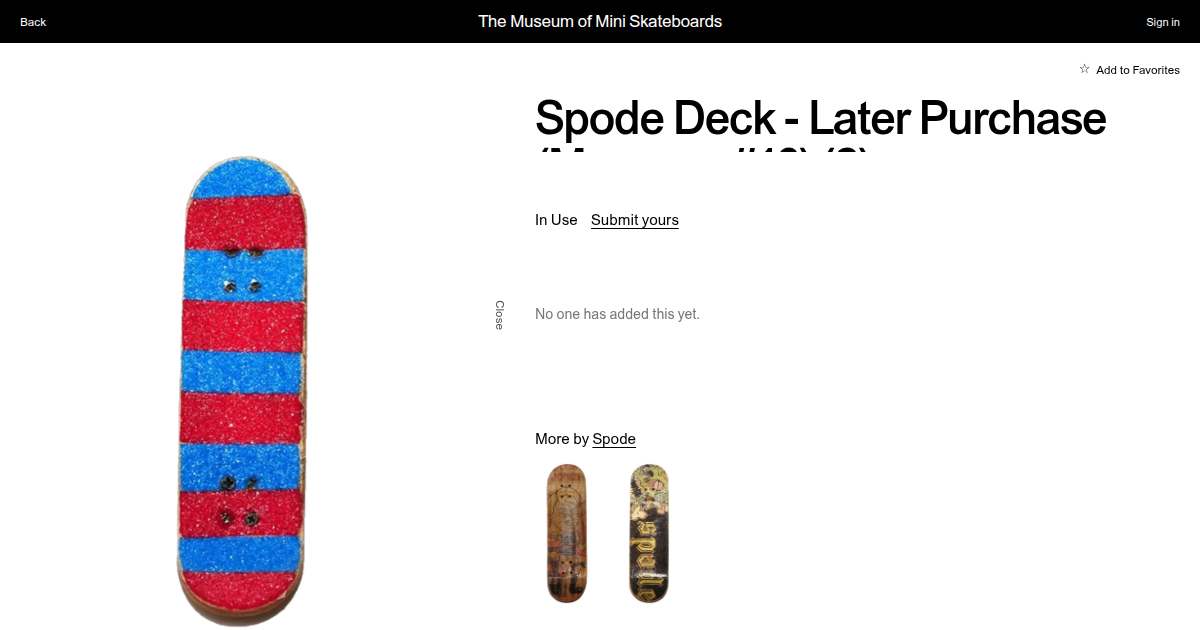 Back
The Museum of Mini Skateboards
Sign in
☆ Add to Favorites
Spode Deck - Later Purchase
In Use Submit yours
Close
No one has added this yet.
More by Spode
spode